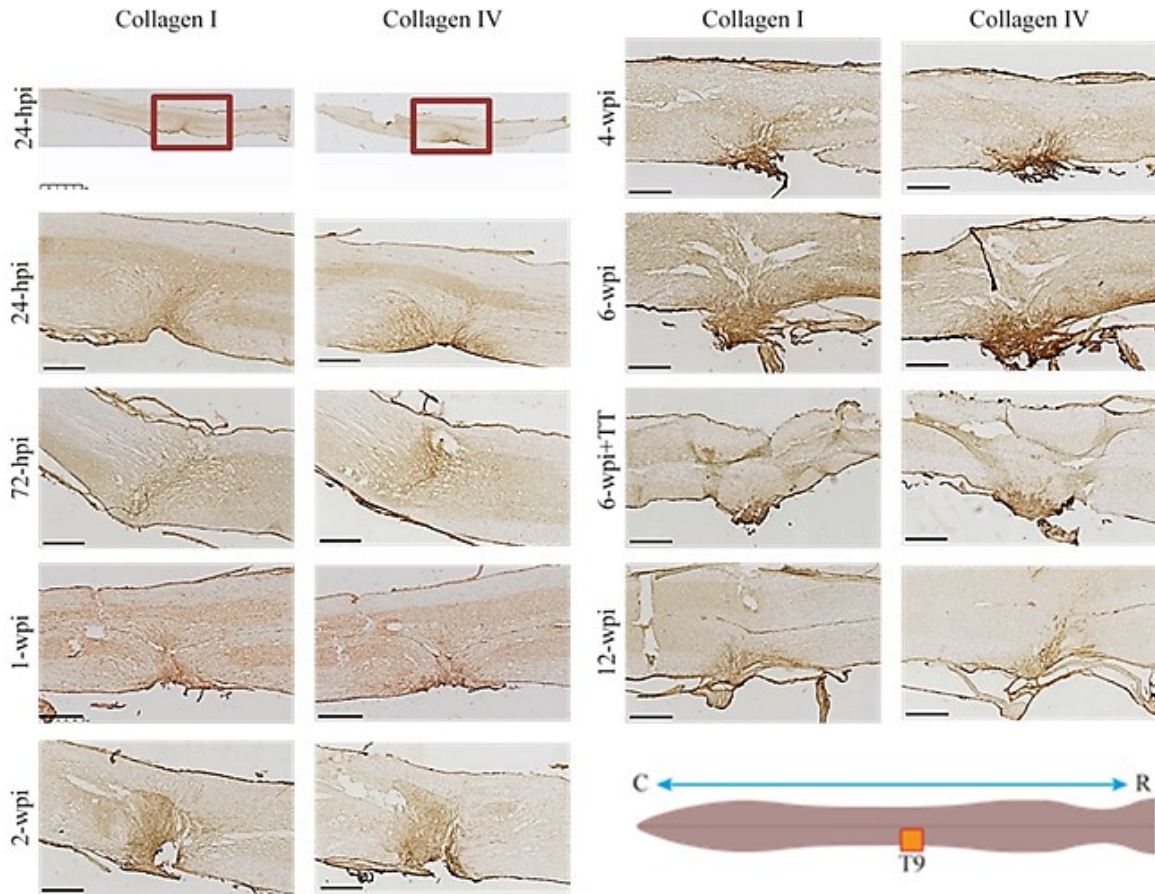 Collagen I
Collagen IV
24-hpi
24-hpi
72-hpi
1-wpi
2-wpi
Collagen I
Collagen IV
4-wpi
6-wpi
6-wpi+TT
12-wpi
C
R
T9